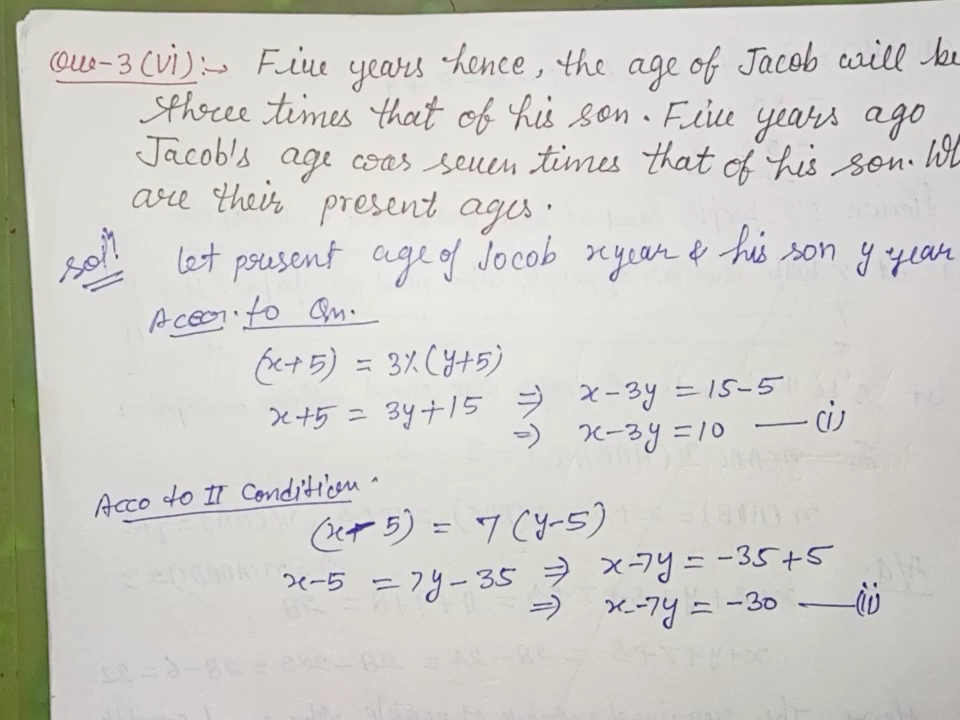 Que-3(vi):→ Five years hence, the age of Jacob will be
three times that of his son. Five years ago
Jacob's age was seven times that of his son.
are their present ages.
solⁿ let present age of Jocob x year & his son y year
Accor. to Qn.
(x+5) = 3×(y+5)
x+5 = 3y+15 ⇒ x-3y = 15-5
⇒ x-3y = 10 —(i)
Acco to II Condition.
(x-5) = 7(y-5)
x-5 = 7y-35 ⇒ x-7y = -35+5
⇒ x-7y = -30 —(ii)